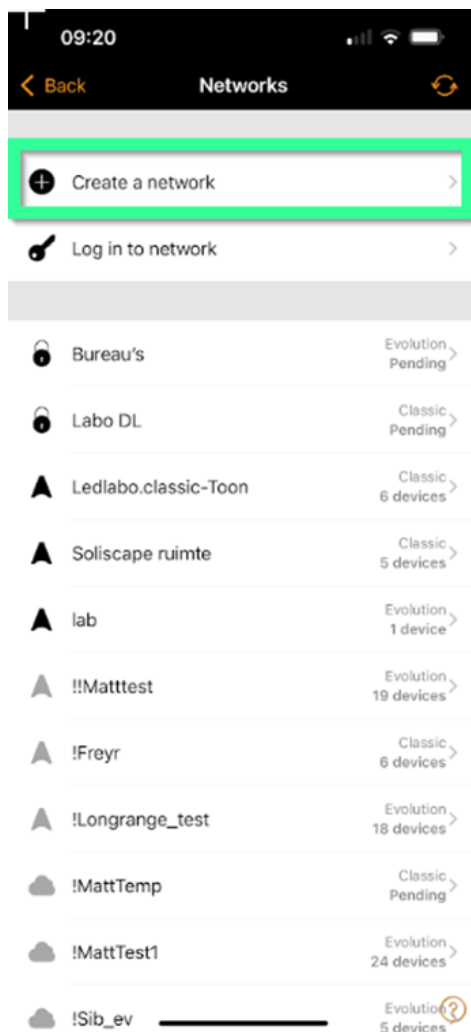 09:20
Back
Networks
Create a network
Log in to network
Bureau's
Evolution
Pending
Labo DL
Classic
Pending
Ledlabo.classic-Toon
Classic
6 devices
Soliscape ruimte
Classic
5 devices
lab
Evolution
1 device
!!Matttest
Evolution
19 devices
!Freyr
Classic
6 devices
!Longrange_test
Evolution
18 devices
!MattTemp
Classic
Pending
!MattTest1
Evolution
24 devices
!Sib_ev
Evolution
?
5 devices